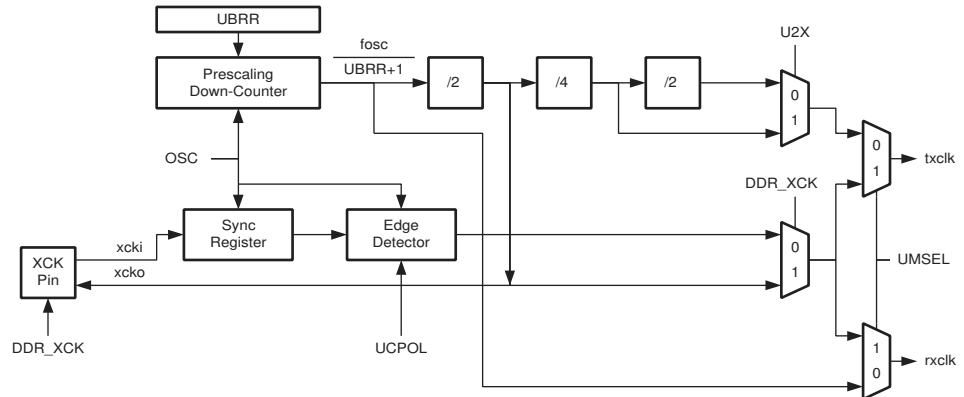 UBRR
fosc
U2X
Prescaling
Down-Counter
UBRR+1
/2
/4
/2
0
1
0
1
txclk
OSC
DDR_XCK
Sync
Register
Edge
Detector
xcki
XCK
Pin
xcko
0
1
UMSEL
DDR_XCK
UCPOL
1
0
rxclk